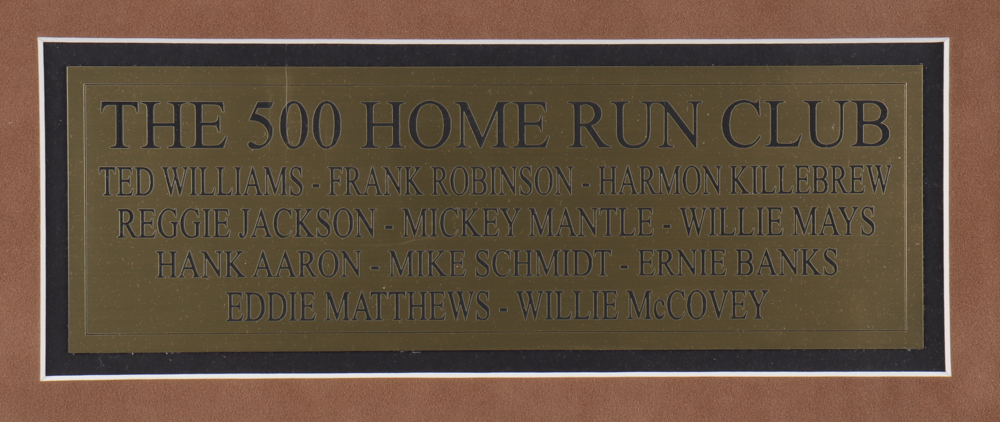 THE 500 HOME RUN CLUB
TED WILLIAMS - FRANK ROBINSON - HARMON KILLEBREW
REGGIE JACKSON - MICKEY MANTLE - WILLIE MAYS
HANK AARON - MIKE SCHMIDT - ERNIE BANKS
EDDIE MATTHEWS - WILLIE McCOVEY